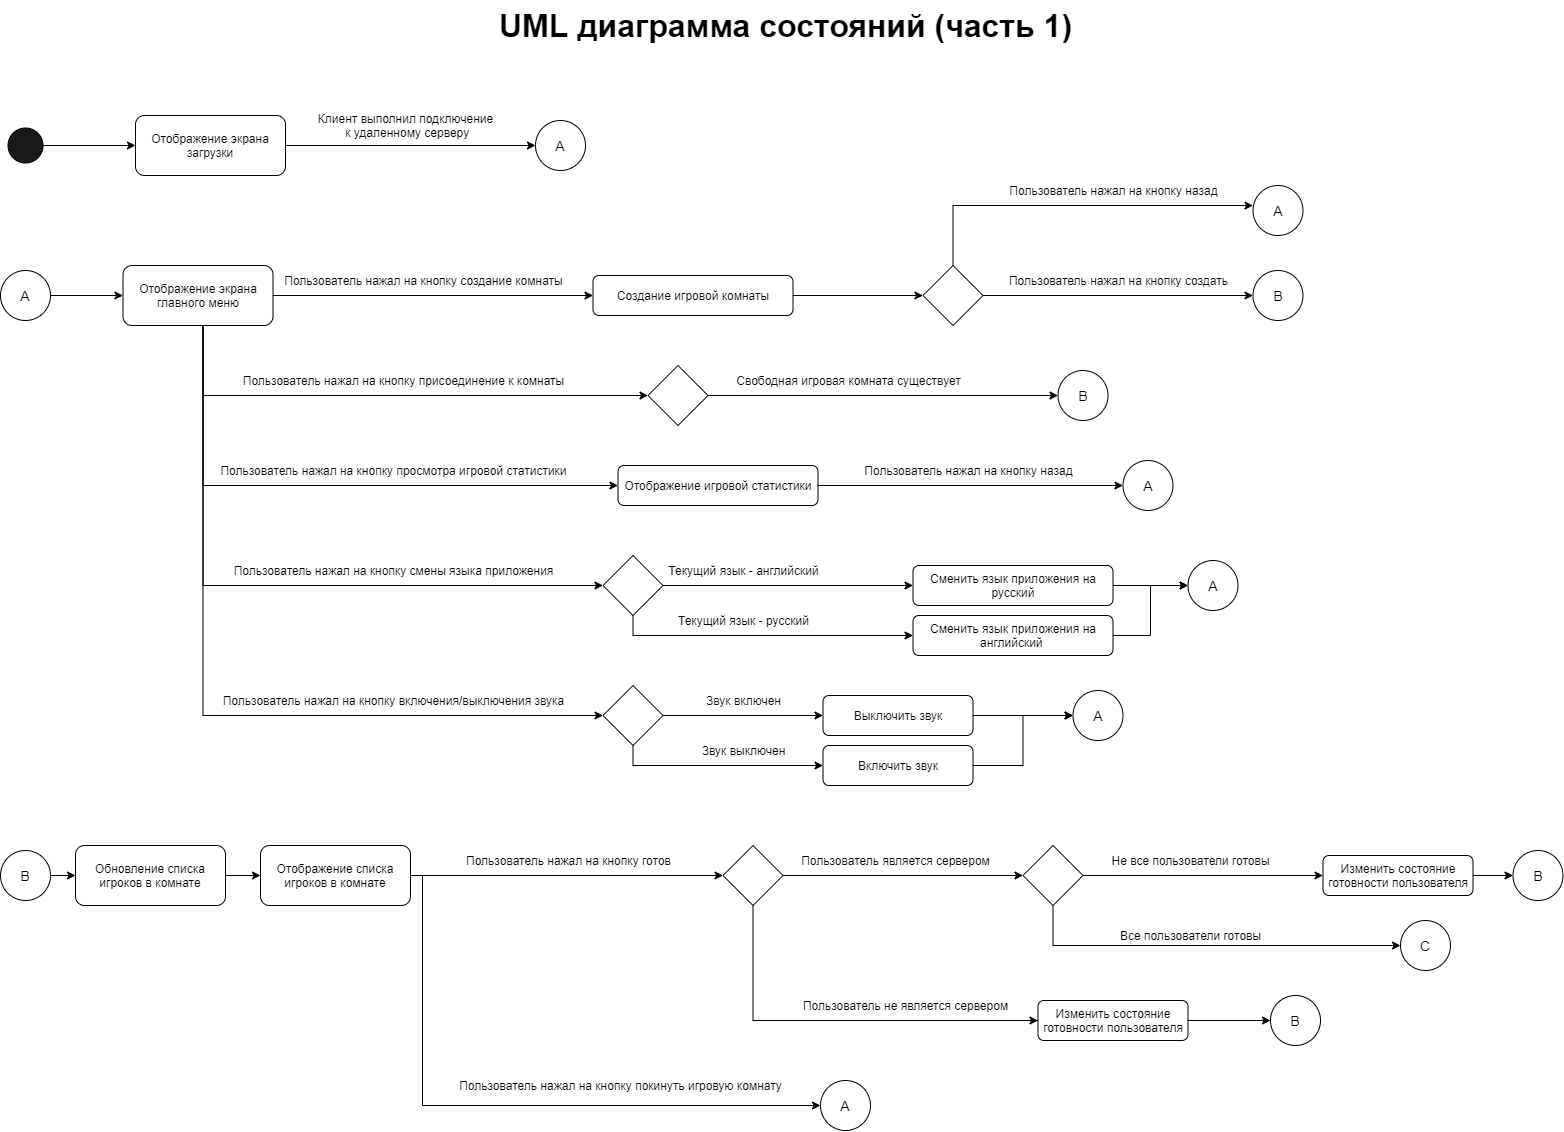 UML диаграмма состояний (часть 1)
Клиент выполнил подключение
к удаленному серверу
Отображение экрана
загрузки
A
Пользователь нажал на кнопку назад
A
A
Отображение экрана
главного меню
Пользователь нажал на кнопку создание комнаты
Создание игровой комнаты
Пользователь нажал на кнопку создать
B
Пользователь нажал на кнопку присоединение к комнаты
Свободная игровая комната существует
B
Пользователь нажал на кнопку просмотра игровой статистики
Отображение игровой статистики
Пользователь нажал на кнопку назад
A
Пользователь нажал на кнопку смены языка приложения
Текущий язык - английский
Сменить язык приложения на
русский
A
Текущий язык - русский
Сменить язык приложения на
английский
Пользователь нажал на кнопку включения/выключения звука
Звук включен
Выключить звук
A
Звук выключен
Включить звук
B
Обновление списка
игроков в комнате
Отображение списка
игроков в комнате
Пользователь нажал на кнопку готов
Пользователь является сервером
Не все пользователи готовы
Изменить состояние
готовности пользователя
B
Все пользователи готовы
C
Пользователь не является сервером
Изменить состояние
готовности пользователя
B
Пользователь нажал на кнопку покинуть игровую комнату
A